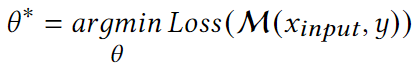 θ* = argmin Loss(ℳ(x_input, y))
θ